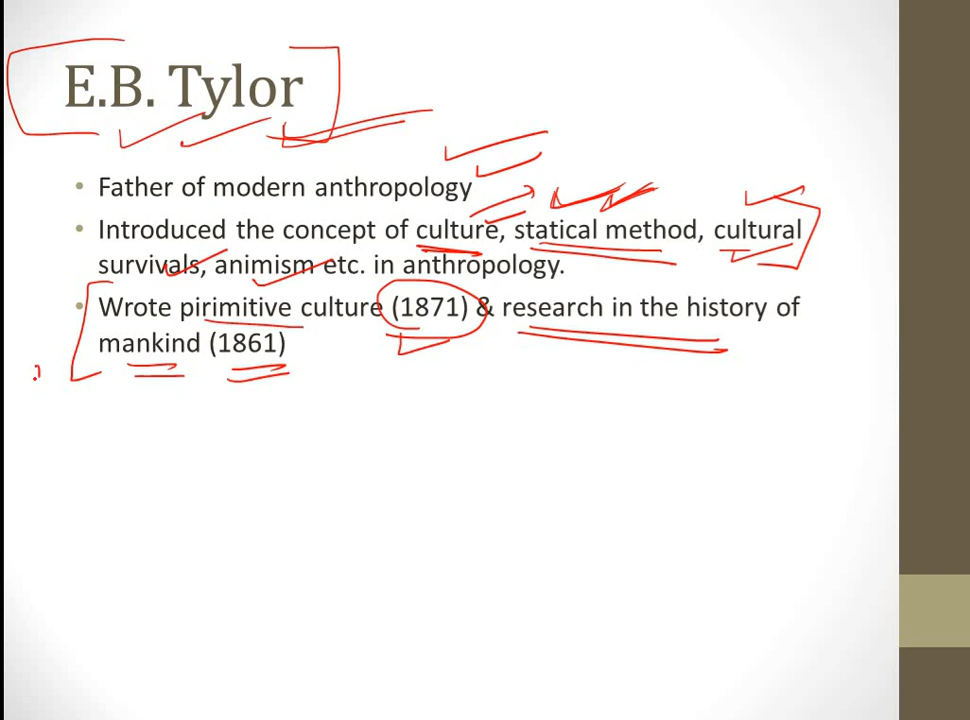 E.B. Tylor
Father of modern anthropology
Introduced the concept of culture, statical method, cultural
survivals, animism etc. in anthropology.
Wrote pirimitive culture (1871) & research in the history of
mankind (1861)